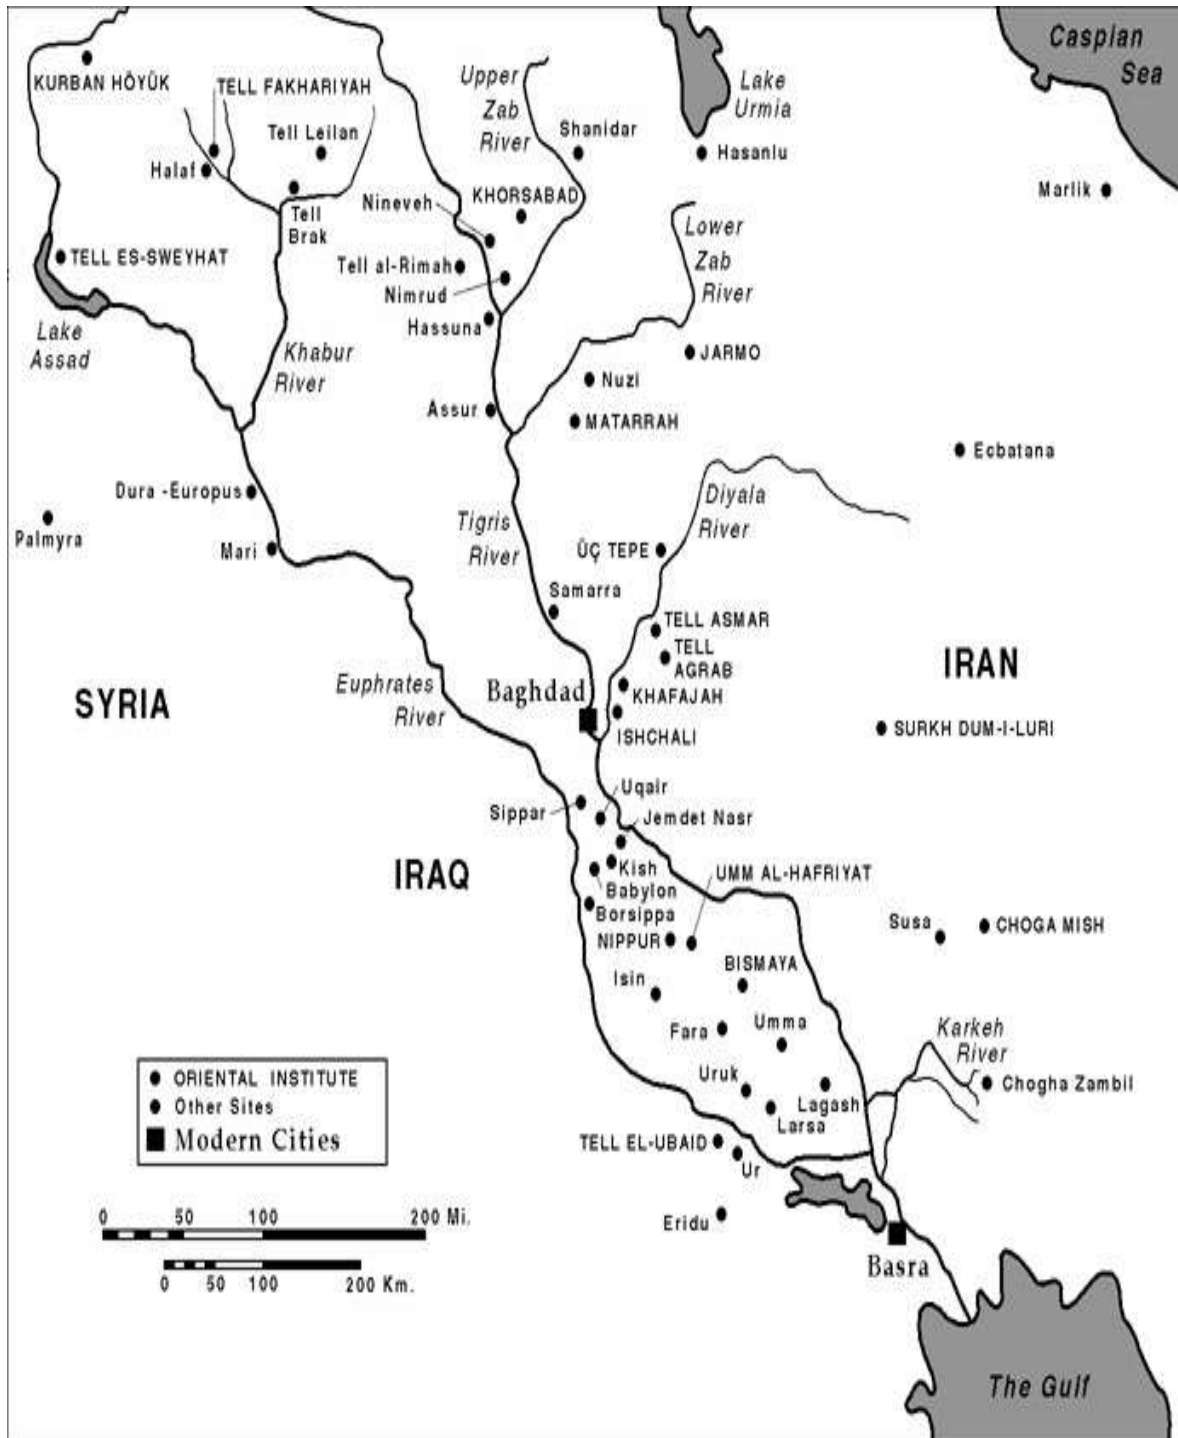 Caspian
Sea
KURBAN HÖYÜK
TELL FAKHARIYAH
Upper
Zab
River
Lake
Urmia
Tell Leilan
Shanidar
Hasanlu
Halaf
Marlik
Nineveh
KHORSABAD
Tell
Brak
Lower
Zab
River
TELL ES-SWEYHAT
Tell al-Rimah
Nimrud
Hassuna
Lake
Assad
Khabur
River
JARMO
Nuzi
Assur
MATARRAH
Ecbatana
Dura -Europus
Diyala
River
Palmyra
Mari
Tigris
River
ÜÇ TEPE
Samarra
TELL ASMAR
TELL
AGRAB
IRAN
SYRIA
Euphrates
River
Baghdad
KHAFAJAH
ISHCHALI
SURKH DUM-I-LURI
Uqair
Sippar
Jemdet Nasr
IRAQ
Kish
UMM AL-HAFRIYAT
Babylon
Borsippa
NIPPUR
Susa
CHOGA MISH
BISMAYA
Isin
Fara
Umma
Karkeh
River
Uruk
Chogha Zambil
Lagash
Larsa
TELL EL-UBAID
Ur
Eridu
Basra
The Gulf
ORIENTAL INSTITUTE
Other Sites
Modern Cities
0 50 100 200 Mi.
0 50 100 200 Km.